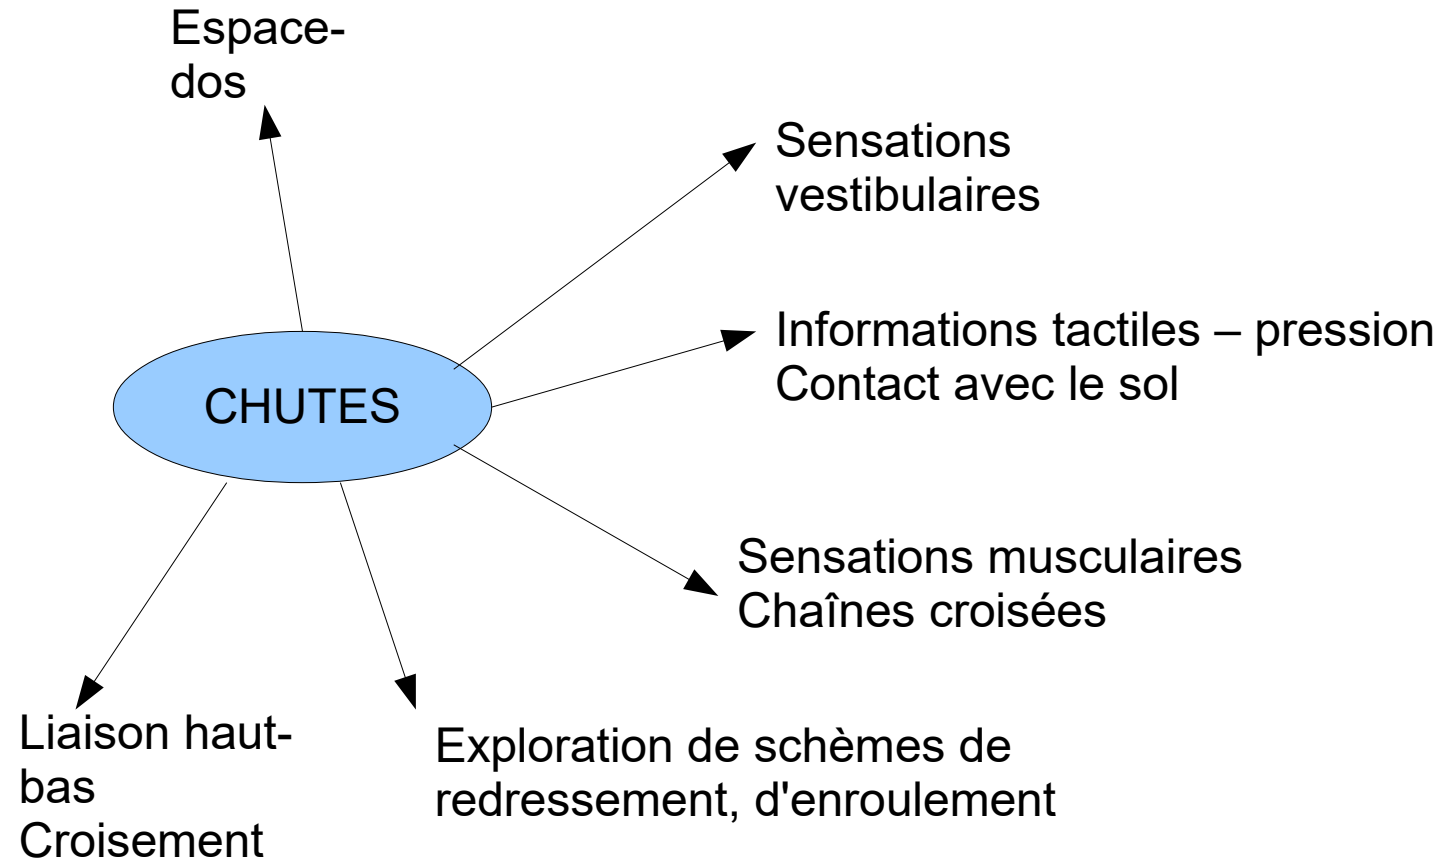 Espace-
dos
Sensations
vestibulaires
Informations tactiles – pression
Contact avec le sol
CHUTES
Sensations musculaires
Chaînes croisées
Liaison haut-
bas
Croisement
Exploration de schèmes de
redressement, d'enroulement